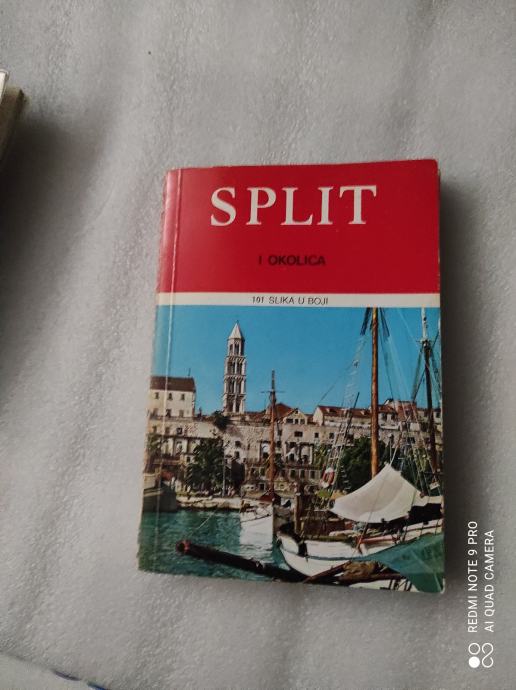 SPLIT
I OKOLICA
101 SLIKA U BOJI
REDMI NOTE 9 PRO
AI QUAD CAMERA